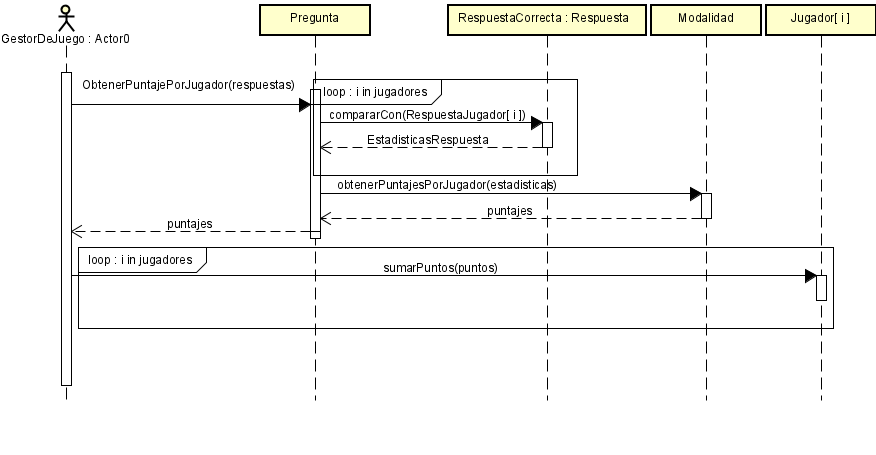 Pregunta
RespuestaCorrecta : Respuesta
Modalidad
Jugador[ i ]
GestorDeJuego : Actor0
ObtenerPuntajePorJugador(respuestas)
loop : i in jugadores
compararCon(RespuestaJugador[ i ])
EstadisticasRespuesta
obtenerPuntajesPorJugador(estadisticas)
puntajes
puntajes
loop : i in jugadores
sumarPuntos(puntos)